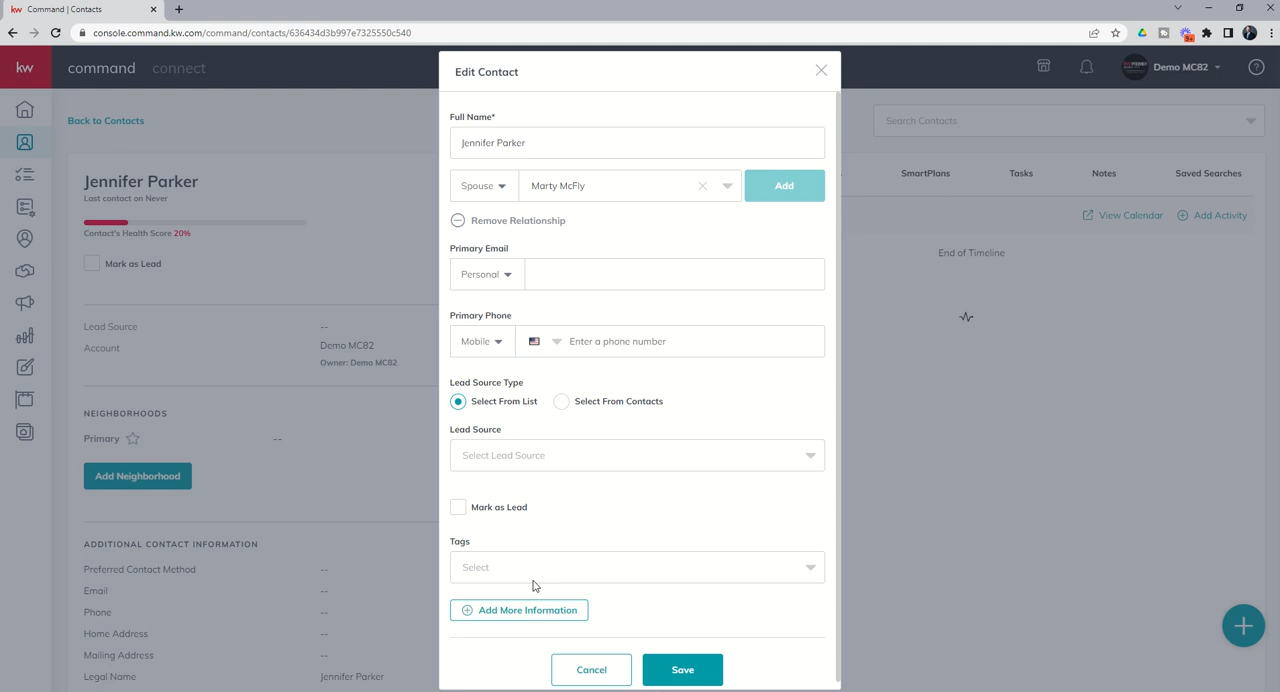 kw Command | Contacts
console.command.kw.com/command/contacts/636434d3b997e7325550c540
9+
kw command connect
Demo MC82
Back to Contacts
Search Contacts
Jennifer Parker
Last contact on Never
Contact's Health Score 20%
Mark as Lead
Lead Source --
Account Demo MC82
Owner: Demo MC82
NEIGHBORHOODS
Primary --
Add Neighborhood
ADDITIONAL CONTACT INFORMATION
Preferred Contact Method --
Email --
Phone --
Home Address --
Mailing Address --
Legal Name Jennifer Parker
Edit Contact
Full Name*
Jennifer Parker
Spouse Marty McFly Add
Remove Relationship
Primary Email
Personal
Primary Phone
Mobile Enter a phone number
Lead Source Type
Select From List Select From Contacts
Lead Source
Select Lead Source
Mark as Lead
Tags
Select
Add More Information
Cancel Save
SmartPlans Tasks Notes Saved Searches
View Calendar Add Activity
End of Timeline